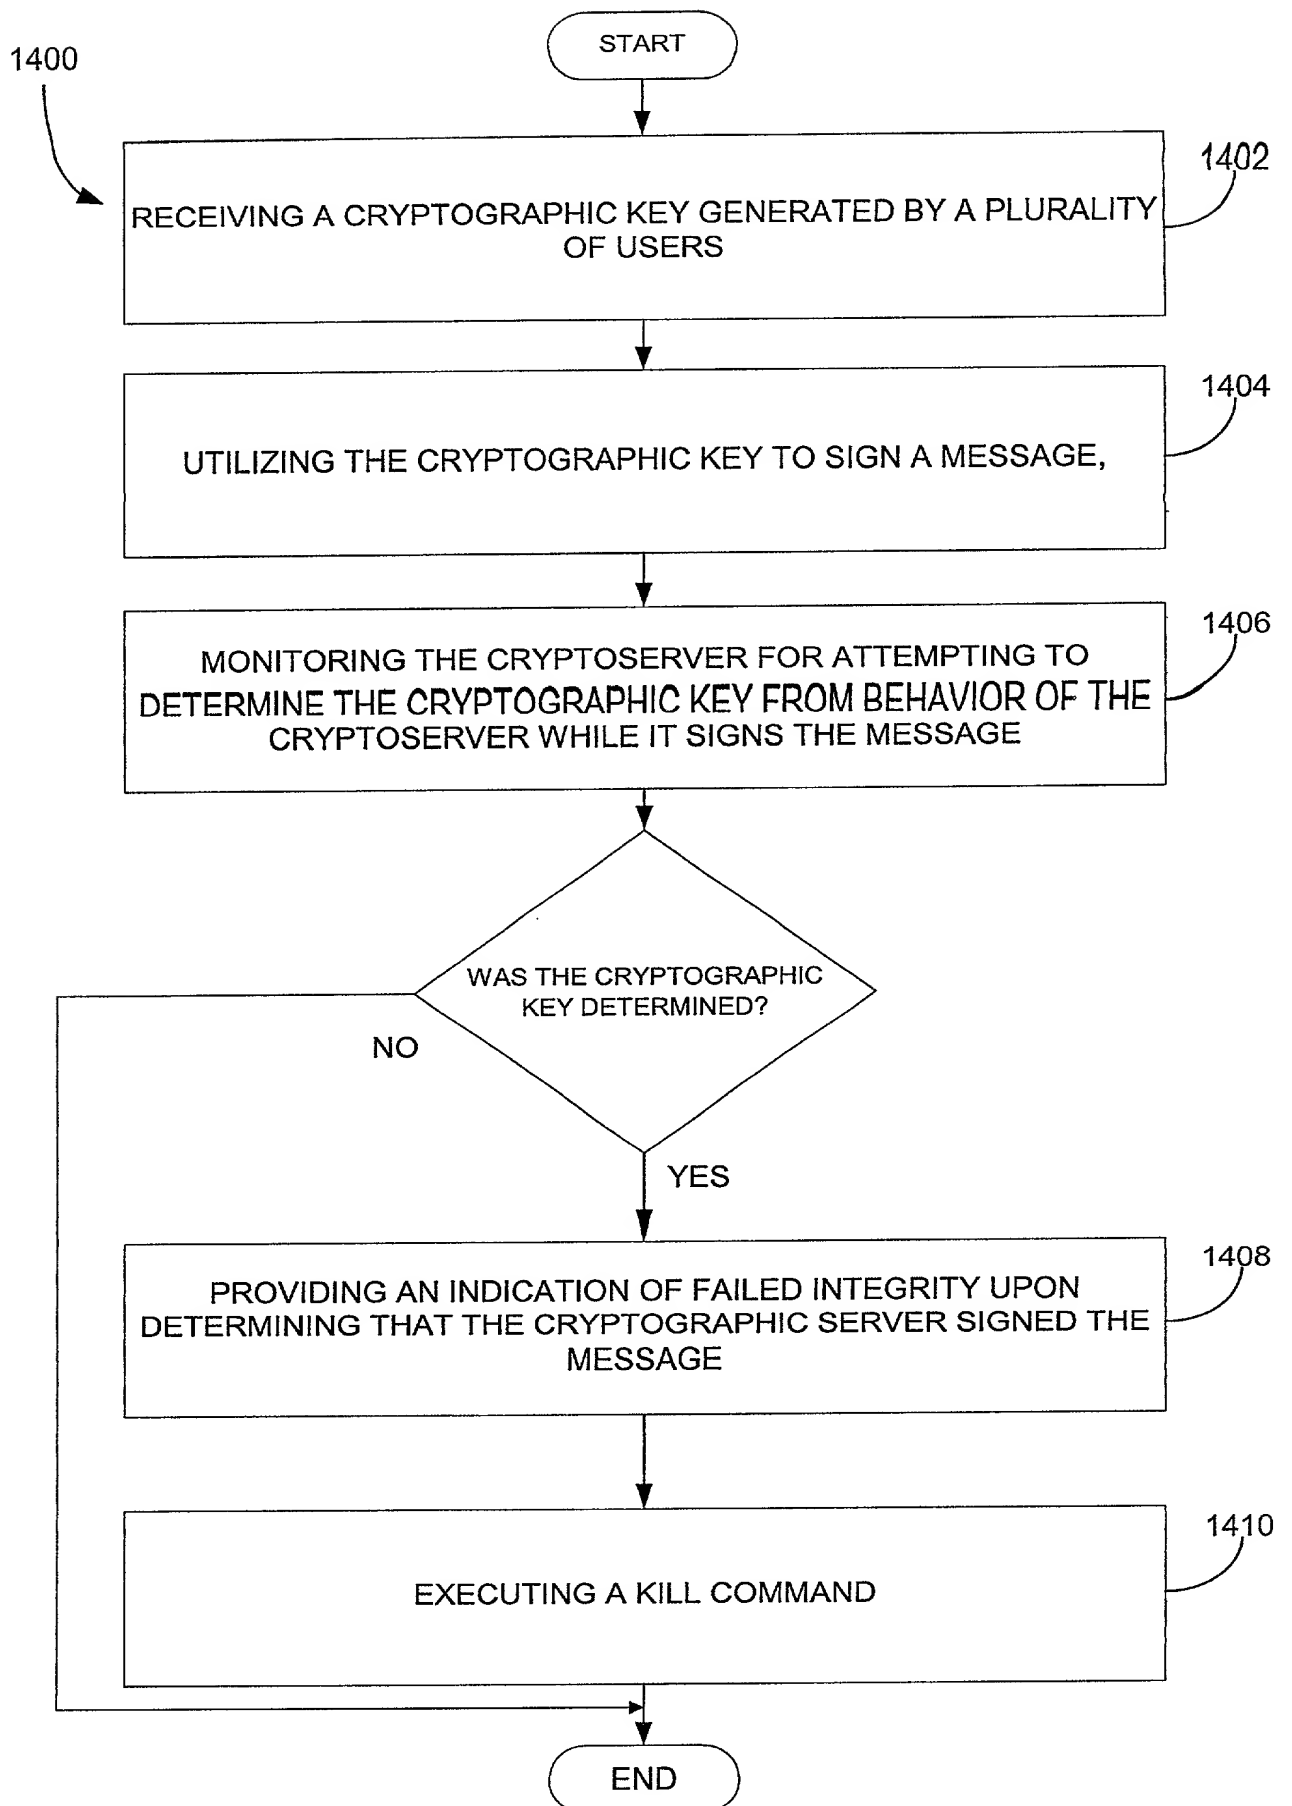 START
1400
1402
RECEIVING A CRYPTOGRAPHIC KEY GENERATED BY A PLURALITY
OF USERS
1404
UTILIZING THE CRYPTOGRAPHIC KEY TO SIGN A MESSAGE,
1406
MONITORING THE CRYPTOSERVER FOR ATTEMPTING TO
DETERMINE THE CRYPTOGRAPHIC KEY FROM BEHAVIOR OF THE
CRYPTOSERVER WHILE IT SIGNS THE MESSAGE
WAS THE CRYPTOGRAPHIC
KEY DETERMINED?
NO
YES
1408
PROVIDING AN INDICATION OF FAILED INTEGRITY UPON
DETERMINING THAT THE CRYPTOGRAPHIC SERVER SIGNED THE
MESSAGE
1410
EXECUTING A KILL COMMAND
END